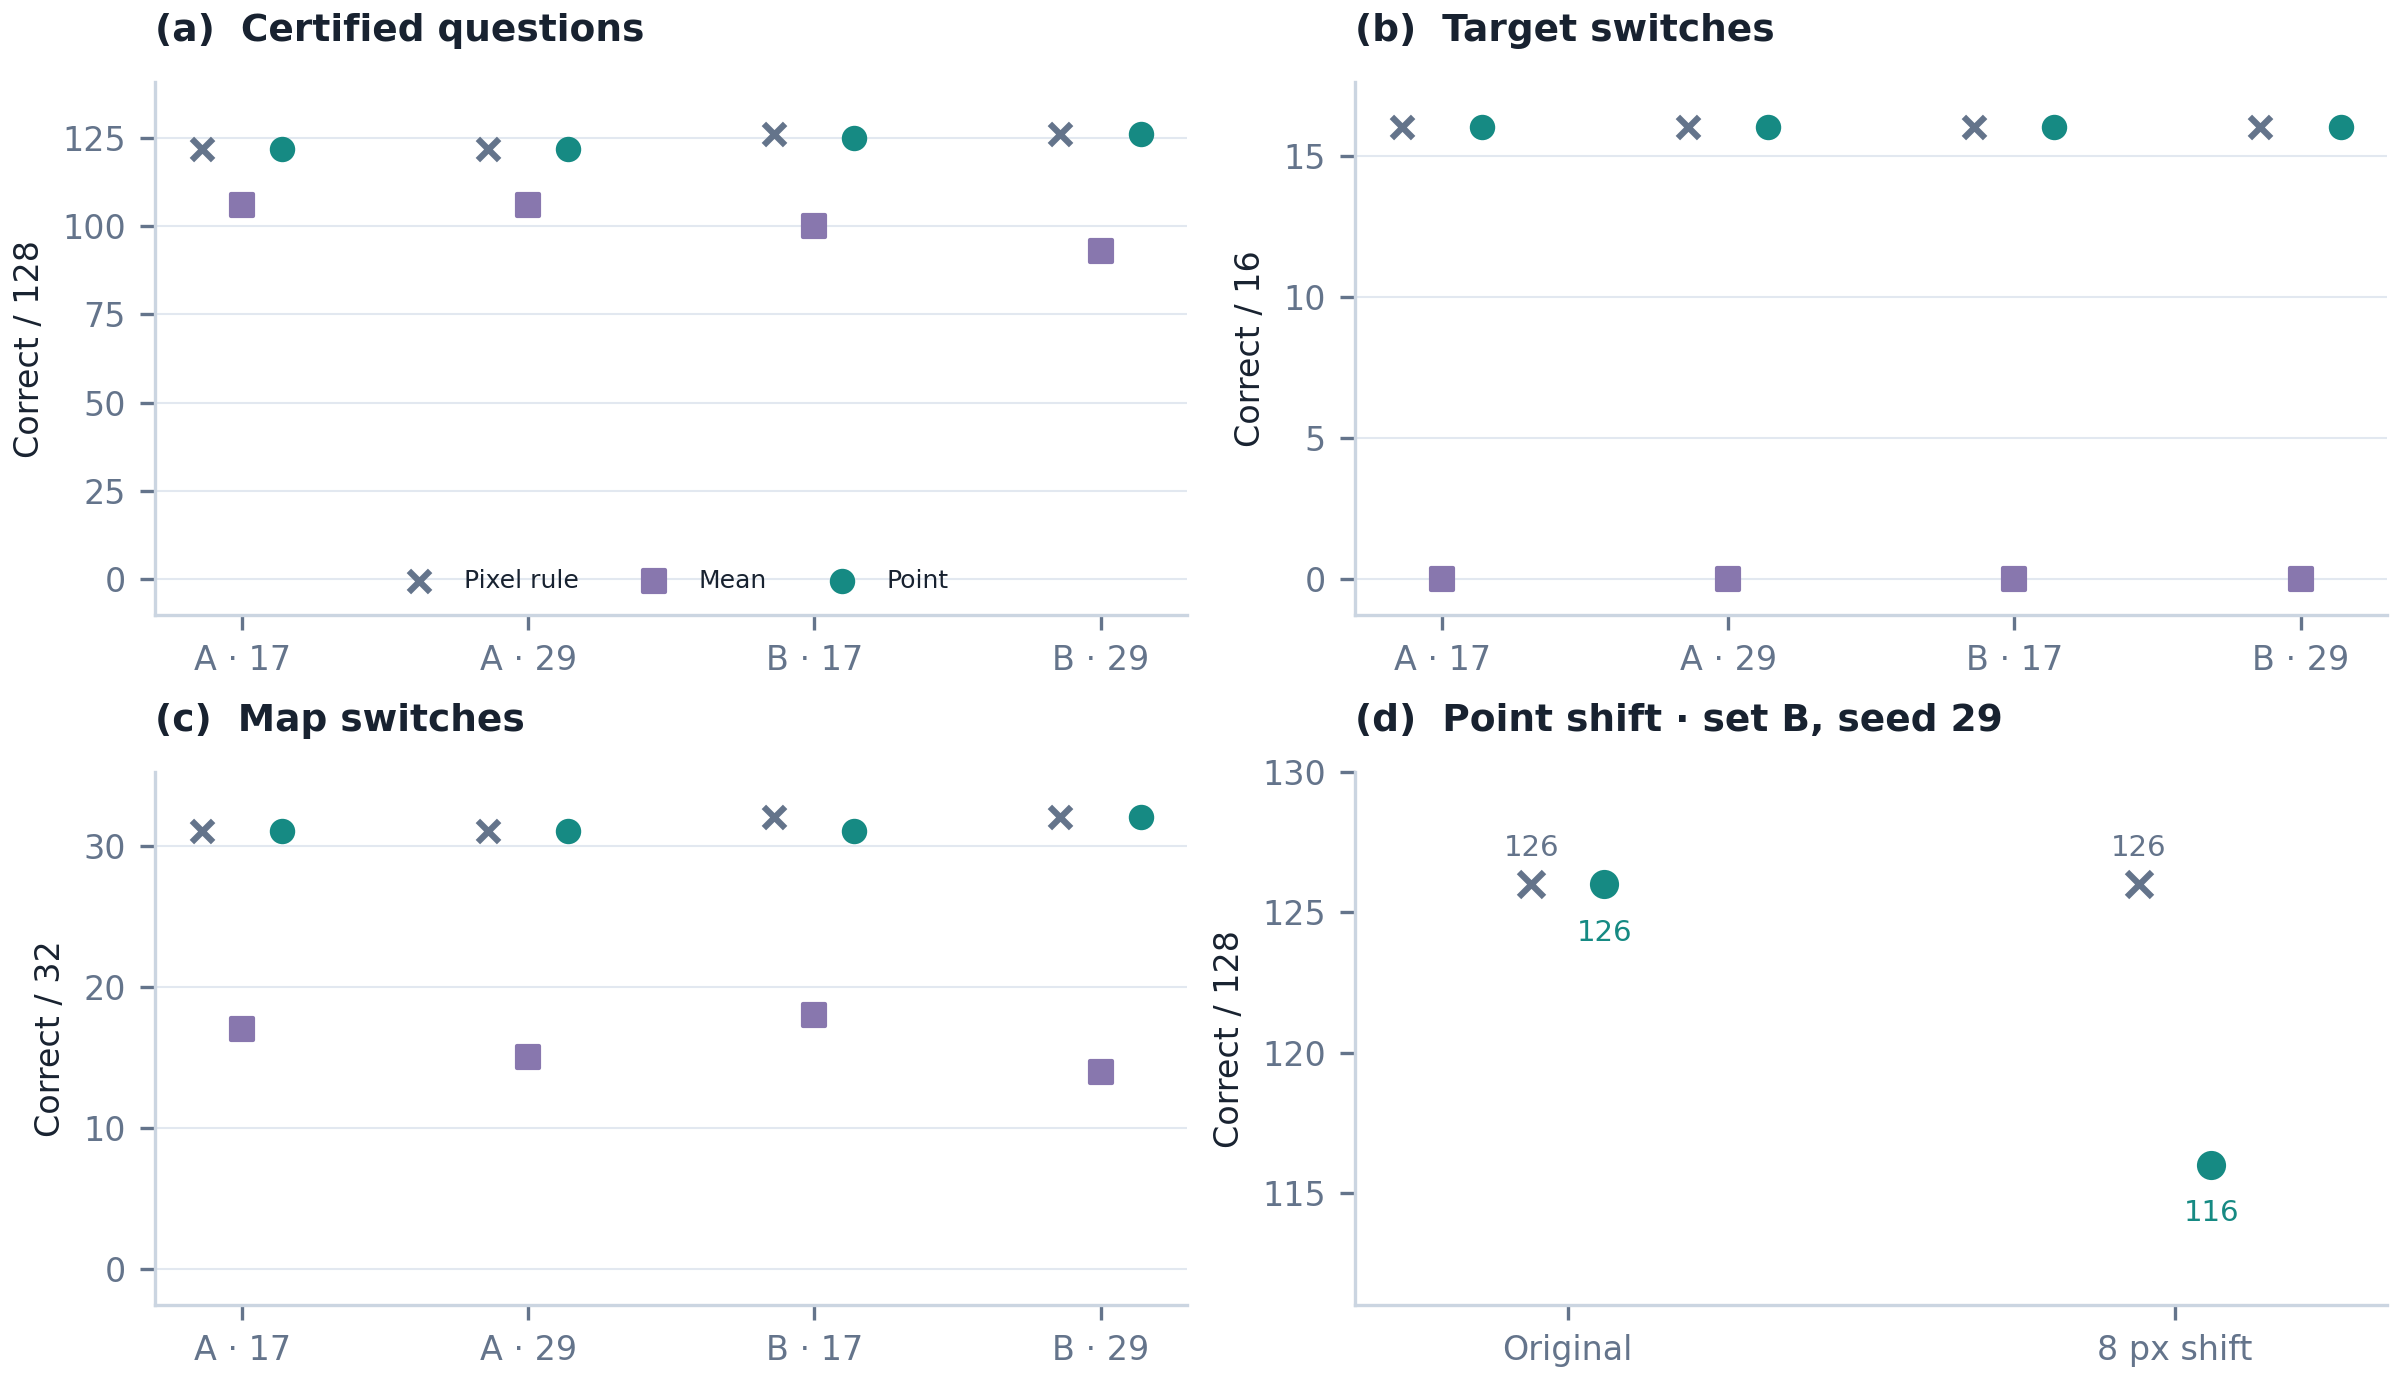 (a) Certified questions
Correct / 128
125
100
75
50
25
0
Pixel rule Mean Point
A · 17 A · 29 B · 17 B · 29
(b) Target switches
Correct / 16
15
10
5
0
A · 17 A · 29 B · 17 B · 29
(c) Map switches
Correct / 32
30
20
10
0
A · 17 A · 29 B · 17 B · 29
(d) Point shift · set B, seed 29
Correct / 128
130
125
120
115
126 126
126
116
Original 8 px shift